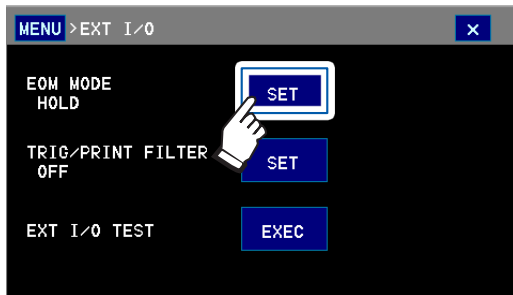 MENU >EXT I/O ×
EOM MODE
HOLD
SET
TRIG/PRINT FILTER
OFF
SET
EXT I/O TEST
EXEC